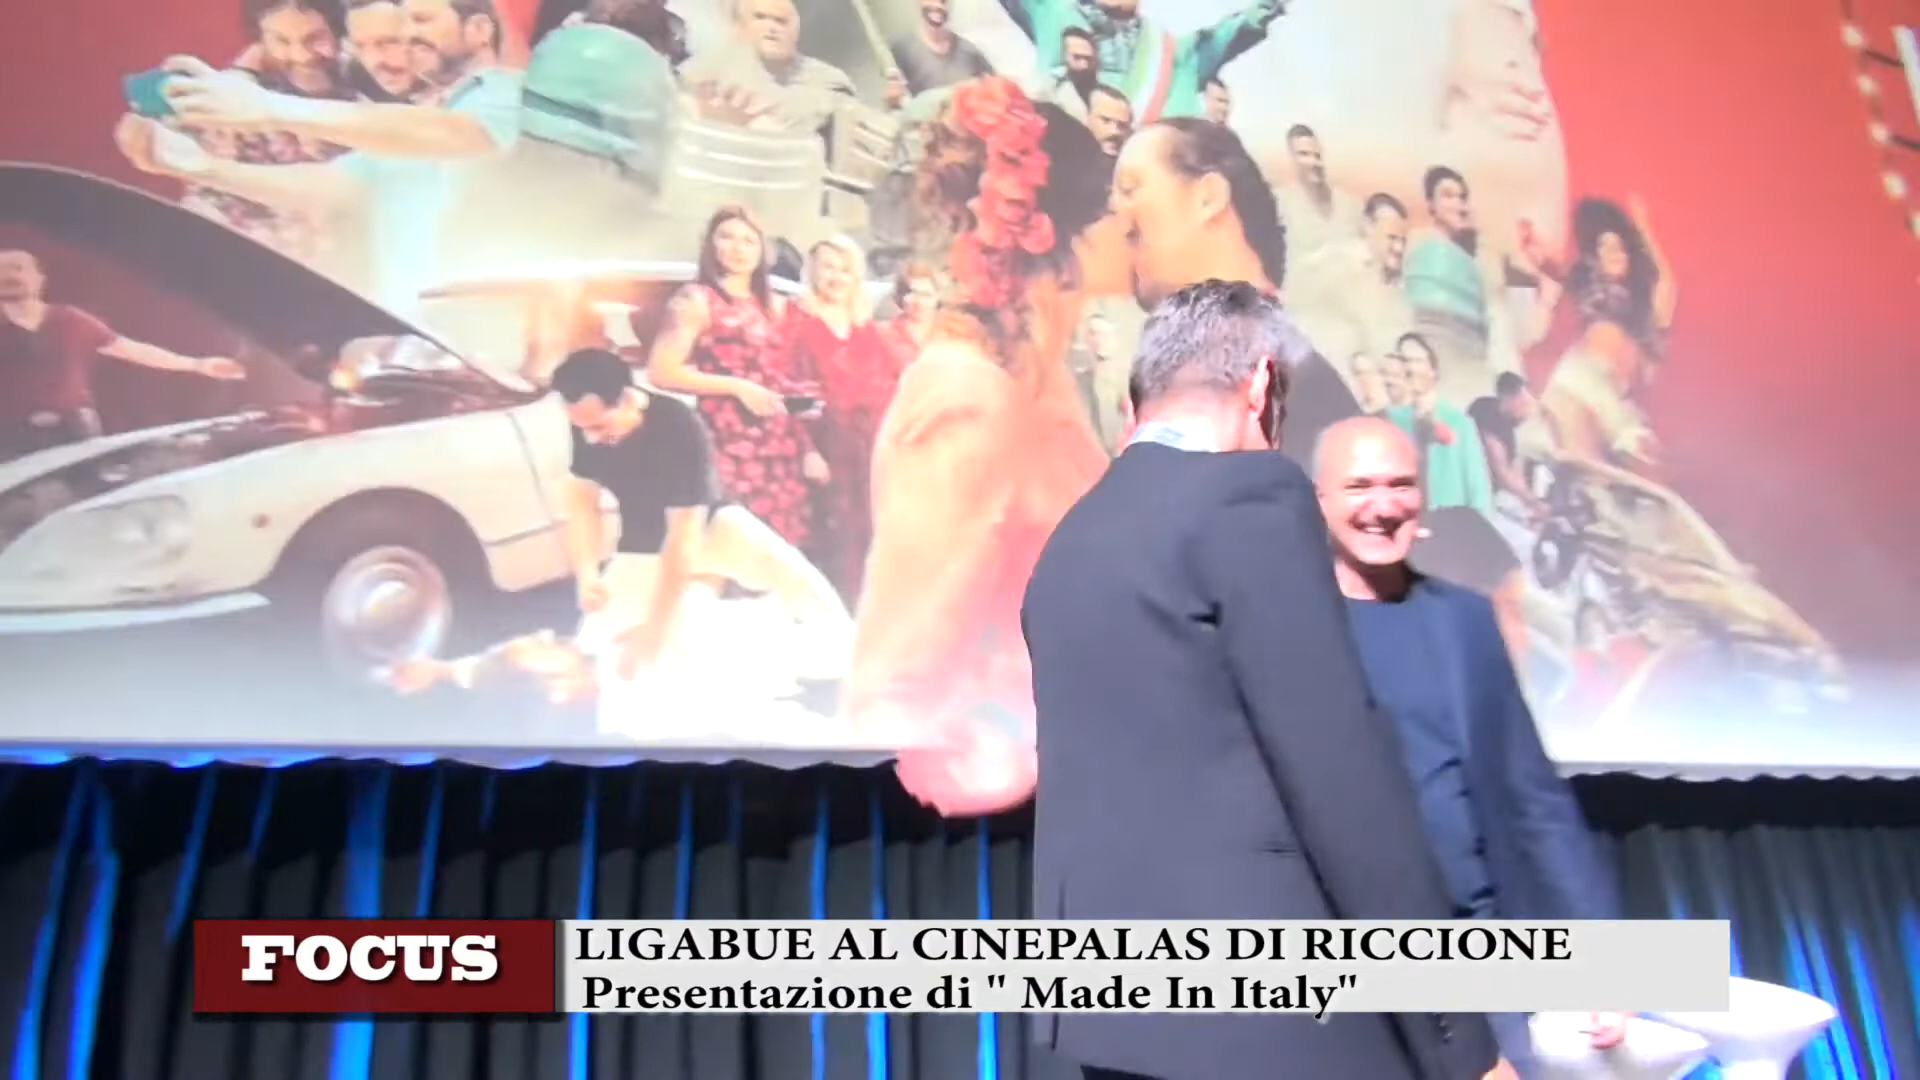 FOCUS
LIGABUE AL CINEPALAS DI RICCIONE
Presentazione di " Made In Italy"